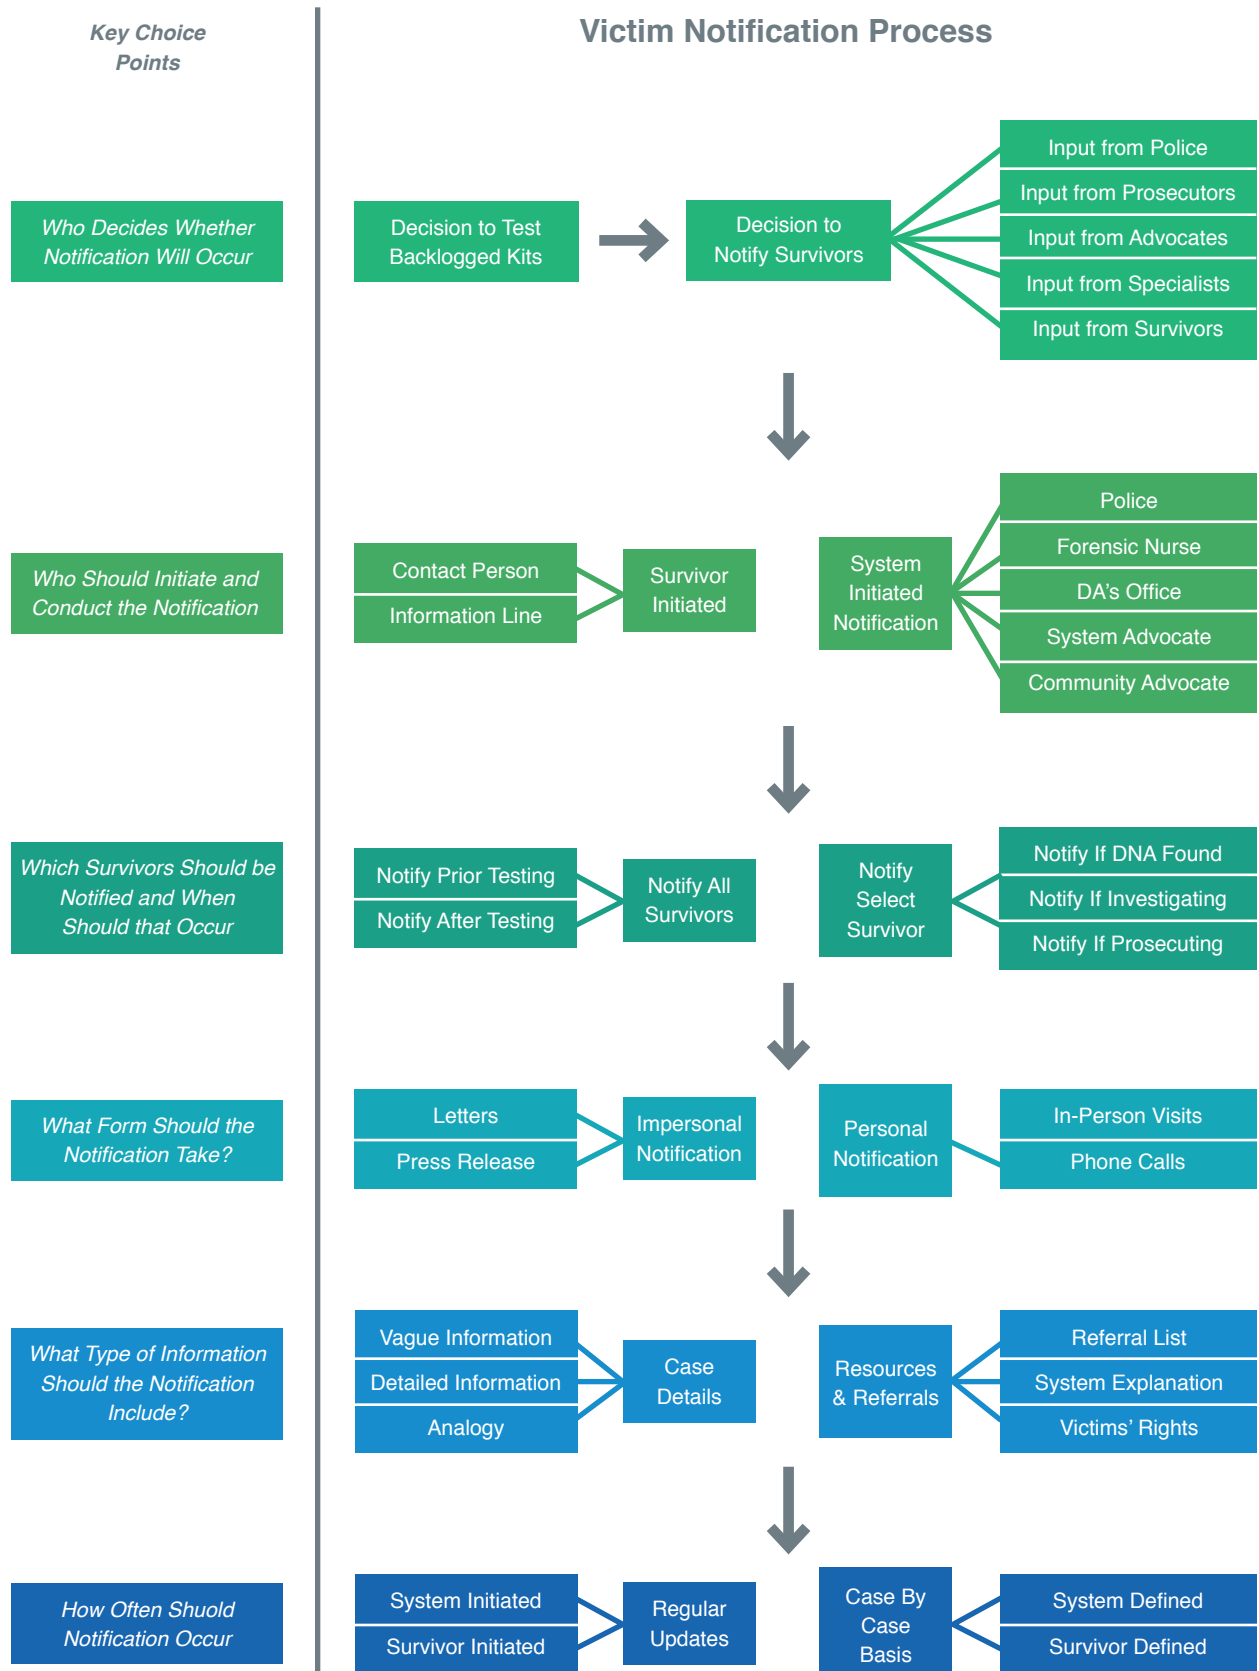 Key Choice
Points
Victim Notification Process
Who Decides Whether
Notification Will Occur
Decision to Test
Backlogged Kits
Decision to
Notify Survivors
Input from Police
Input from Prosecutors
Input from Advocates
Input from Specialists
Input from Survivors
Who Should Initiate and
Conduct the Notification
Contact Person
Information Line
Survivor
Initiated
System
Initiated
Notification
Police
Forensic Nurse
DA's Office
System Advocate
Community Advocate
Which Survivors Should be
Notified and When
Should that Occur
Notify Prior Testing
Notify After Testing
Notify All
Survivors
Notify
Select
Survivor
Notify If DNA Found
Notify If Investigating
Notify If Prosecuting
What Form Should the
Notification Take?
Letters
Press Release
Impersonal
Notification
Personal
Notification
In-Person Visits
Phone Calls
What Type of Information
Should the Notification
Include?
Vague Information
Detailed Information
Analogy
Case
Details
Resources
& Referrals
Referral List
System Explanation
Victims' Rights
How Often Shuold
Notification Occur
System Initiated
Survivor Initiated
Regular
Updates
Case By
Case
Basis
System Defined
Survivor Defined